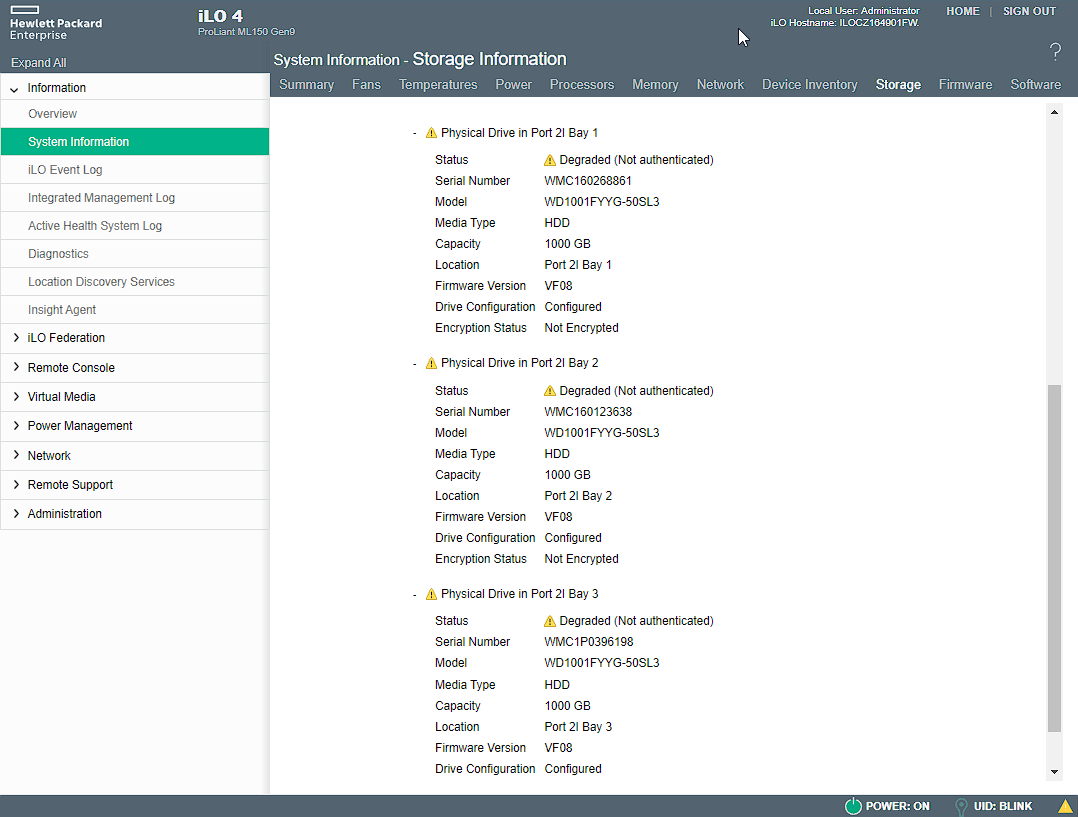 Hewlett Packard
Enterprise
iLO 4
ProLiant ML150 Gen9
Local User: Administrator
iLO Hostname: ILOCZ164901FW.
HOME | SIGN OUT
?
Expand All
System Information - Storage Information
Summary Fans Temperatures Power Processors Memory Network Device Inventory Storage Firmware Software
Information
Overview
System Information
iLO Event Log
Integrated Management Log
Active Health System Log
Diagnostics
Location Discovery Services
Insight Agent
iLO Federation
Remote Console
Virtual Media
Power Management
Network
Remote Support
Administration
- Physical Drive in Port 2I Bay 1
Status Degraded (Not authenticated)
Serial Number WMC160268861
Model WD1001FYYG-50SL3
Media Type HDD
Capacity 1000 GB
Location Port 2I Bay 1
Firmware Version VF08
Drive Configuration Configured
Encryption Status Not Encrypted
- Physical Drive in Port 2I Bay 2
Status Degraded (Not authenticated)
Serial Number WMC160123638
Model WD1001FYYG-50SL3
Media Type HDD
Capacity 1000 GB
Location Port 2I Bay 2
Firmware Version VF08
Drive Configuration Configured
Encryption Status Not Encrypted
- Physical Drive in Port 2I Bay 3
Status Degraded (Not authenticated)
Serial Number WMC1P0396198
Model WD1001FYYG-50SL3
Media Type HDD
Capacity 1000 GB
Location Port 2I Bay 3
Firmware Version VF08
Drive Configuration Configured
POWER: ON UID: BLINK